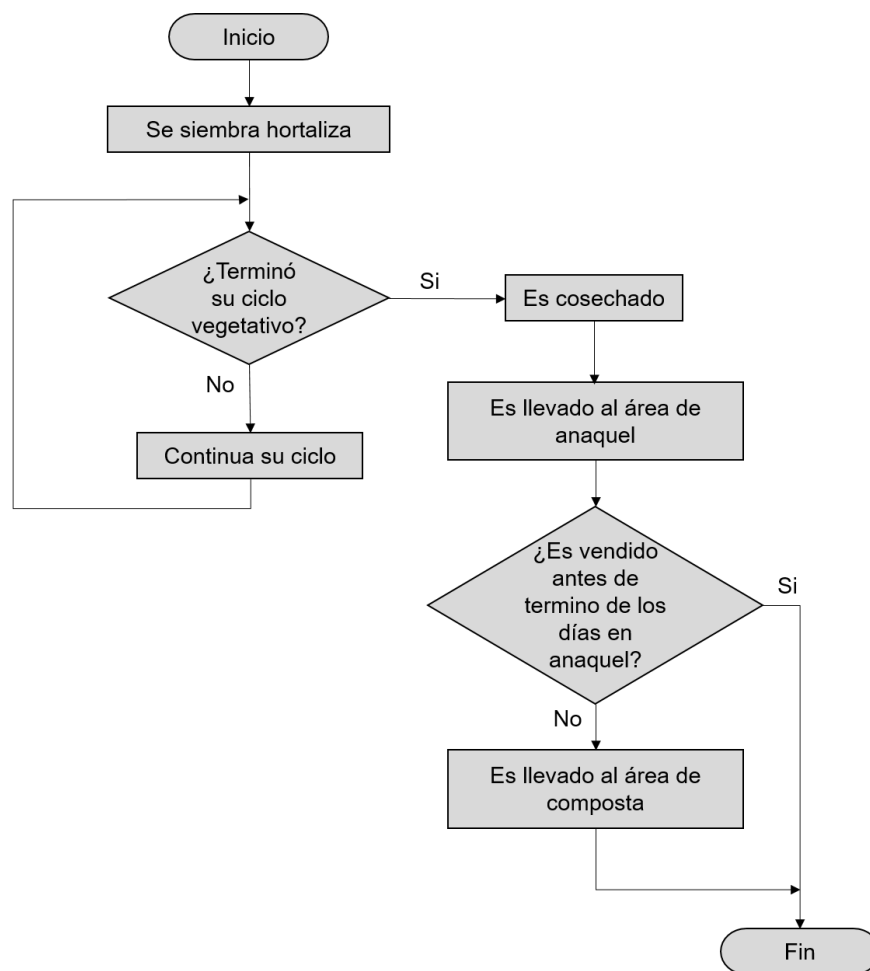 Inicio
Se siembra hortaliza
¿Terminó
su ciclo
vegetativo?
Si
Es cosechado
No
Continua su ciclo
Es llevado al área de
anaquel
¿Es vendido
antes de
termino de los
días en
anaquel?
Si
No
Es llevado al área de
composta
Fin